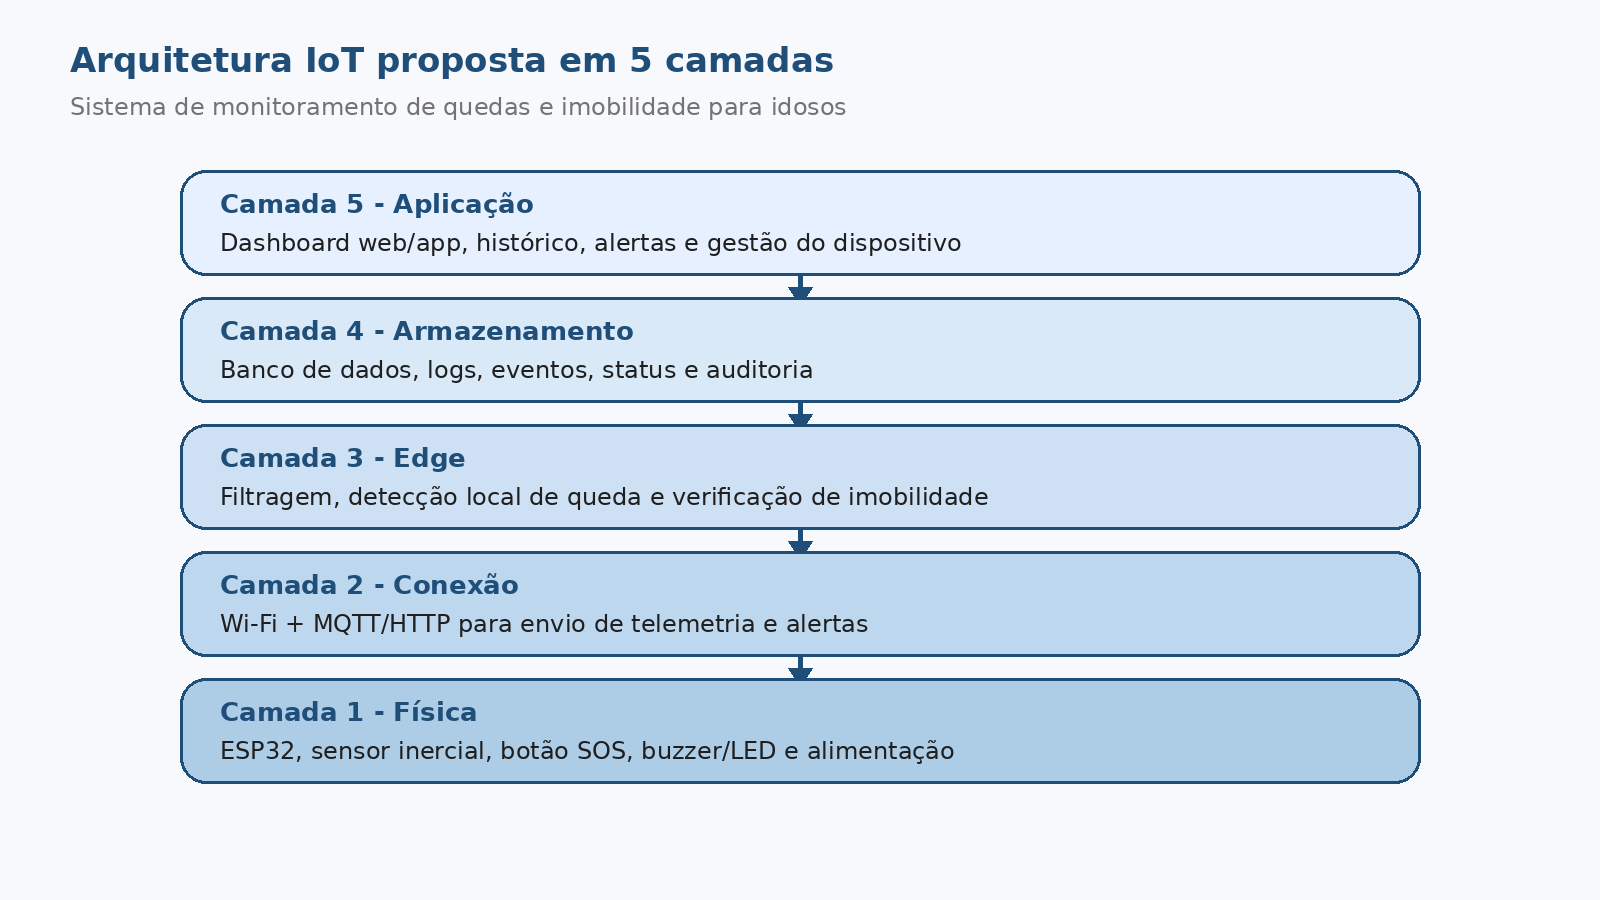 Arquitetura IoT proposta em 5 camadas
Sistema de monitoramento de quedas e imobilidade para idosos
Camada 5 - Aplicação
Dashboard web/app, histórico, alertas e gestão do dispositivo
Camada 4 - Armazenamento
Banco de dados, logs, eventos, status e auditoria
Camada 3 - Edge
Filtragem, detecção local de queda e verificação de imobilidade
Camada 2 - Conexão
Wi-Fi + MQTT/HTTP para envio de telemetria e alertas
Camada 1 - Física
ESP32, sensor inercial, botão SOS, buzzer/LED e alimentação